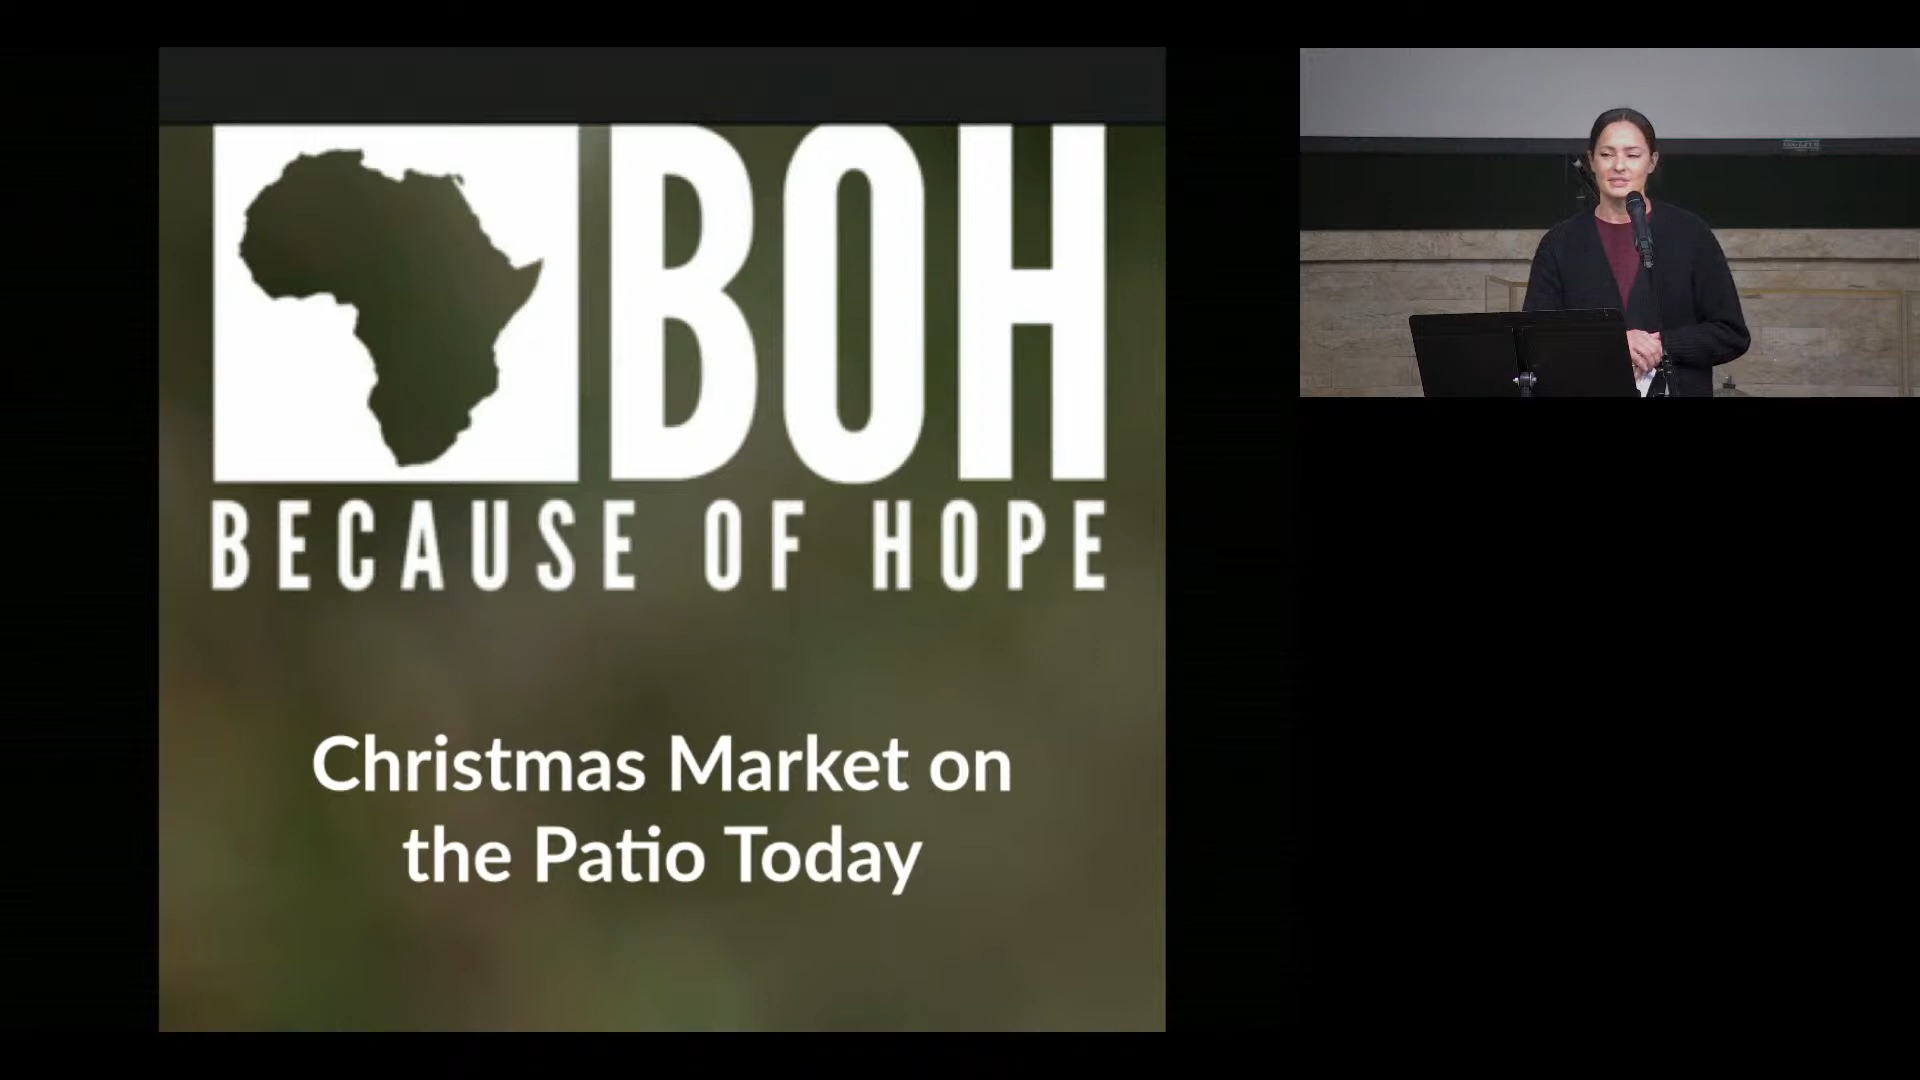 BOH
BECAUSE OF HOPE
Christmas Market on
the Patio Today